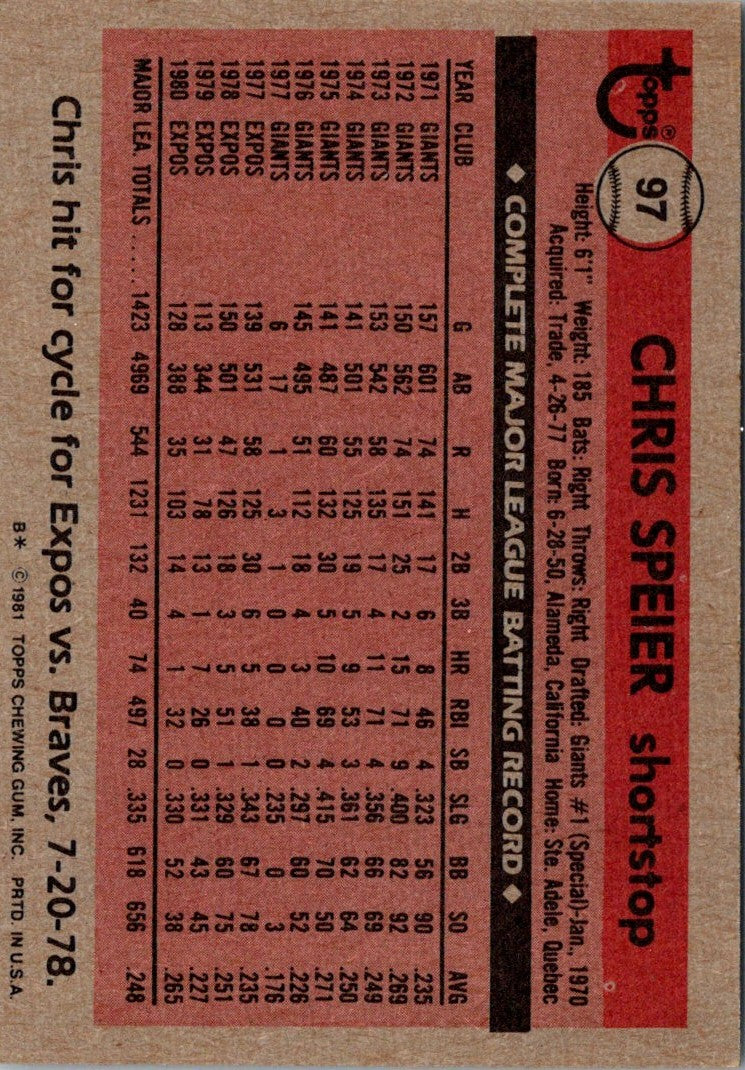 Topps®
97 CHRIS SPEIER shortstop
Height: 6'1" Weight: 185 Bats: Right Throws: Right Drafted: Giants #1 (Special)-Jan., 1970
Acquired: Trade, 4-26-77 Born: 6-28-50, Alameda, California Home: Ste. Adele, Quebec
◆ COMPLETE MAJOR LEAGUE BATTING RECORD ◆
YEAR CLUB G AB R H 2B 3B HR RBI SB SLG BB SO AVG
1971 GIANTS 157 601 74 141 17 6 8 46 4 .323 56 90 .235
1972 GIANTS 150 562 74 151 25 2 15 71 9 .400 82 92 .269
1973 GIANTS 153 542 58 135 17 4 11 71 4 .356 66 69 .249
1974 GIANTS 141 501 55 125 19 5 9 53 3 .361 62 64 .250
1975 GIANTS 141 487 60 132 30 5 10 69 4 .415 70 50 .271
1976 GIANTS 145 495 51 112 18 4 3 40 2 .297 60 52 .226
1977 GIANTS 6 17 1 3 1 0 0 0 0 .235 0 3 .176
1977 EXPOS 139 531 58 125 30 6 5 38 1 .343 67 78 .235
1978 EXPOS 150 501 47 126 18 3 5 51 1 .329 60 75 .251
1979 EXPOS 113 344 31 78 13 1 7 26 0 .331 43 45 .227
1980 EXPOS 128 388 35 103 14 4 1 32 0 .330 52 38 .265
MAJOR LEA. TOTALS ..... 1423 4969 544 1231 132 40 74 497 28 .335 618 656 .248
Chris hit for cycle for Expos vs. Braves, 7-20-78.
B* © 1981 TOPPS CHEWING GUM, INC. PRTD. IN U.S.A.